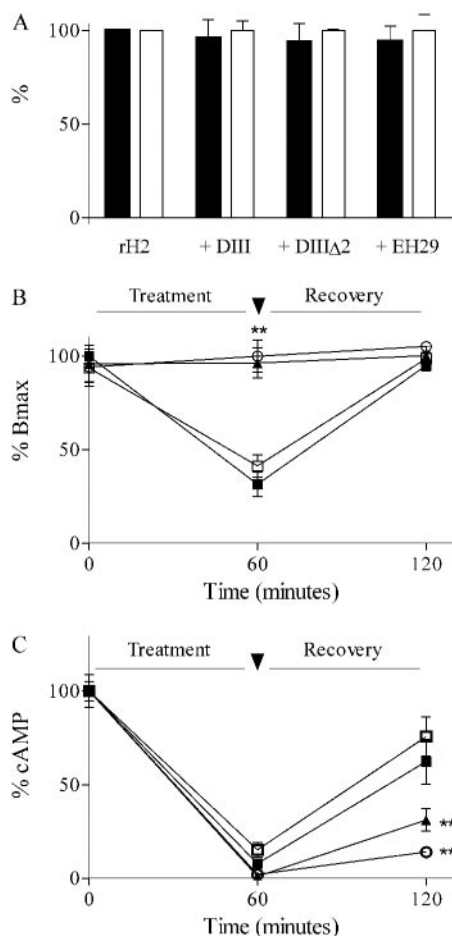 A
100
%
50
0
rH2 + DIII + DIIIΔ2 + EH29
B
Treatment Recovery
**
100
% Bmax
50
0
0 60 120
Time (minutes)
C
Treatment Recovery
100
% cAMP
50
**
**
0
0 60 120
Time (minutes)